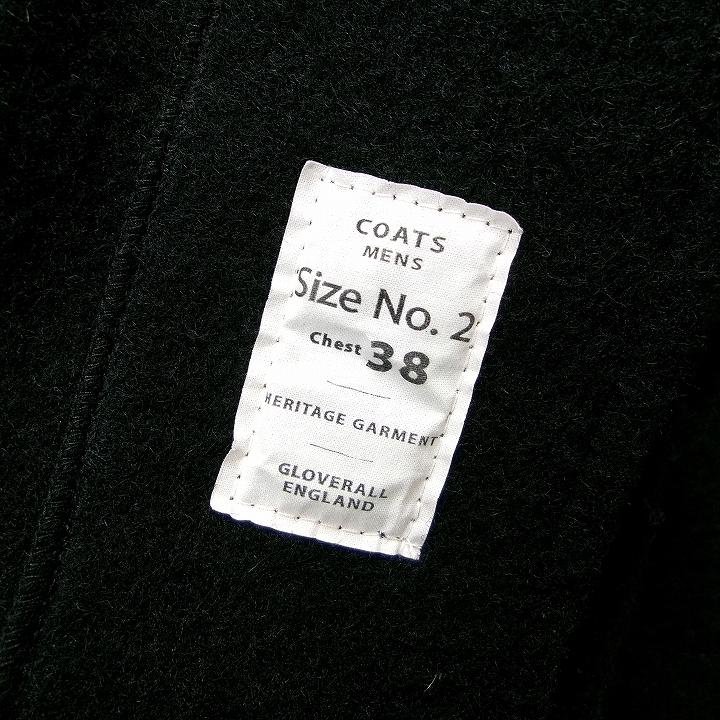 COATS
MENS
Size No. 2
Chest 38
HERITAGE GARMENT
GLOVERALL
ENGLAND